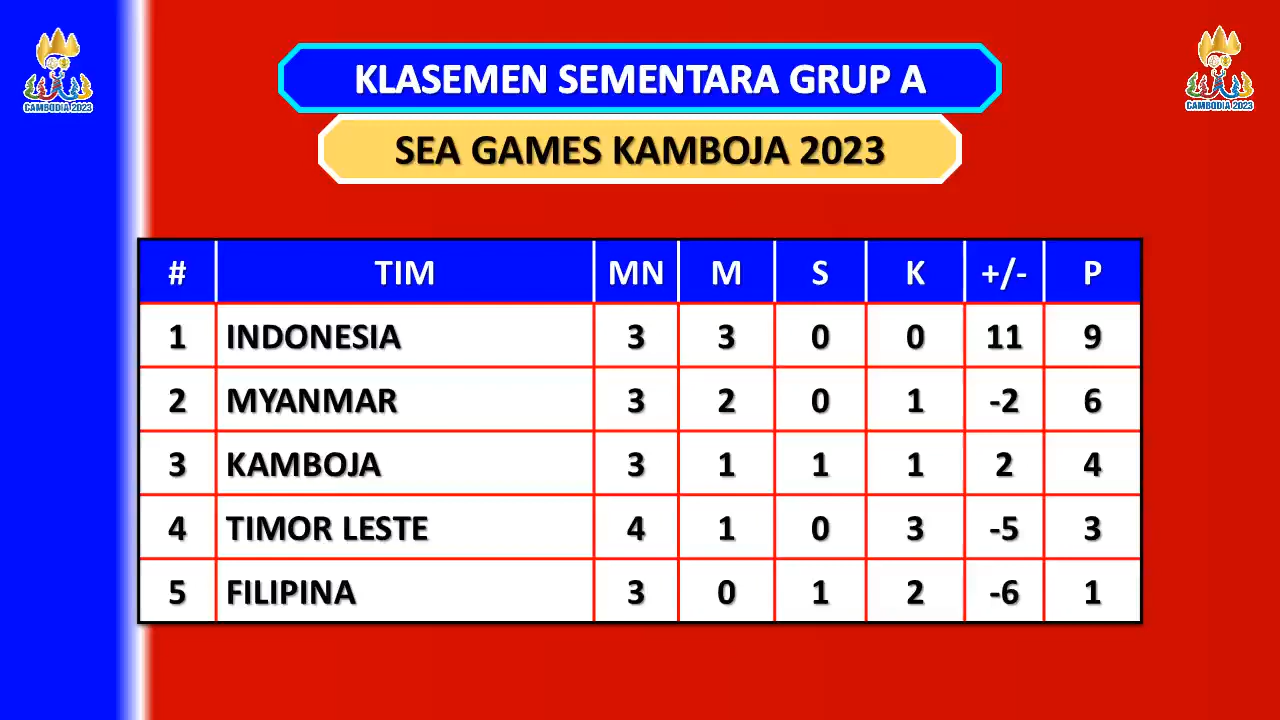 KLASEMEN SEMENTARA GRUP A
CAMBODIA 2023
CAMBODIA 2023
SEA GAMES KAMBOJA 2023
# TIM MN M S K +/- P
1 INDONESIA 3 3 0 0 11 9
2 MYANMAR 3 2 0 1 -2 6
3 KAMBOJA 3 1 1 1 2 4
4 TIMOR LESTE 4 1 0 3 -5 3
5 FILIPINA 3 0 1 2 -6 1